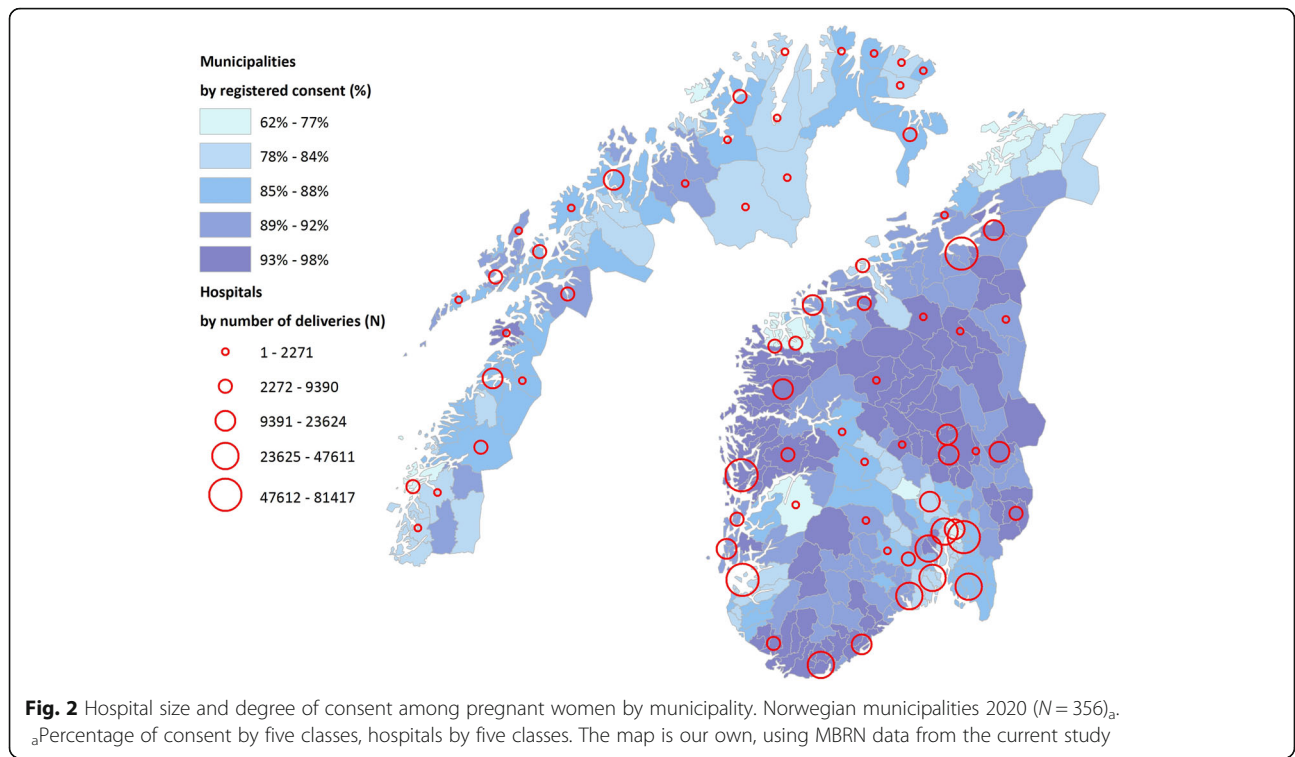 Municipalities
by registered consent (%)
62% - 77%
78% - 84%
85% - 88%
89% - 92%
93% - 98%
Hospitals
by number of deliveries (N)
1 - 2271
2272 - 9390
9391 - 23624
23625 - 47611
47612 - 81417
Fig. 2 Hospital size and degree of consent among pregnant women by municipality. Norwegian municipalities 2020 (N = 356)a.
aPercentage of consent by five classes, hospitals by five classes. The map is our own, using MBRN data from the current study